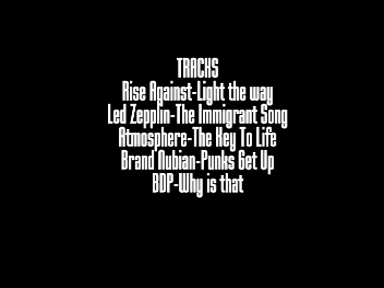 TRACKS
Rise Against-Light the way
Led Zepplin-The Immigrant Song
Atmosphere-The Key To Life
Brand Nubian-Punks Get Up
BDP-Why is that